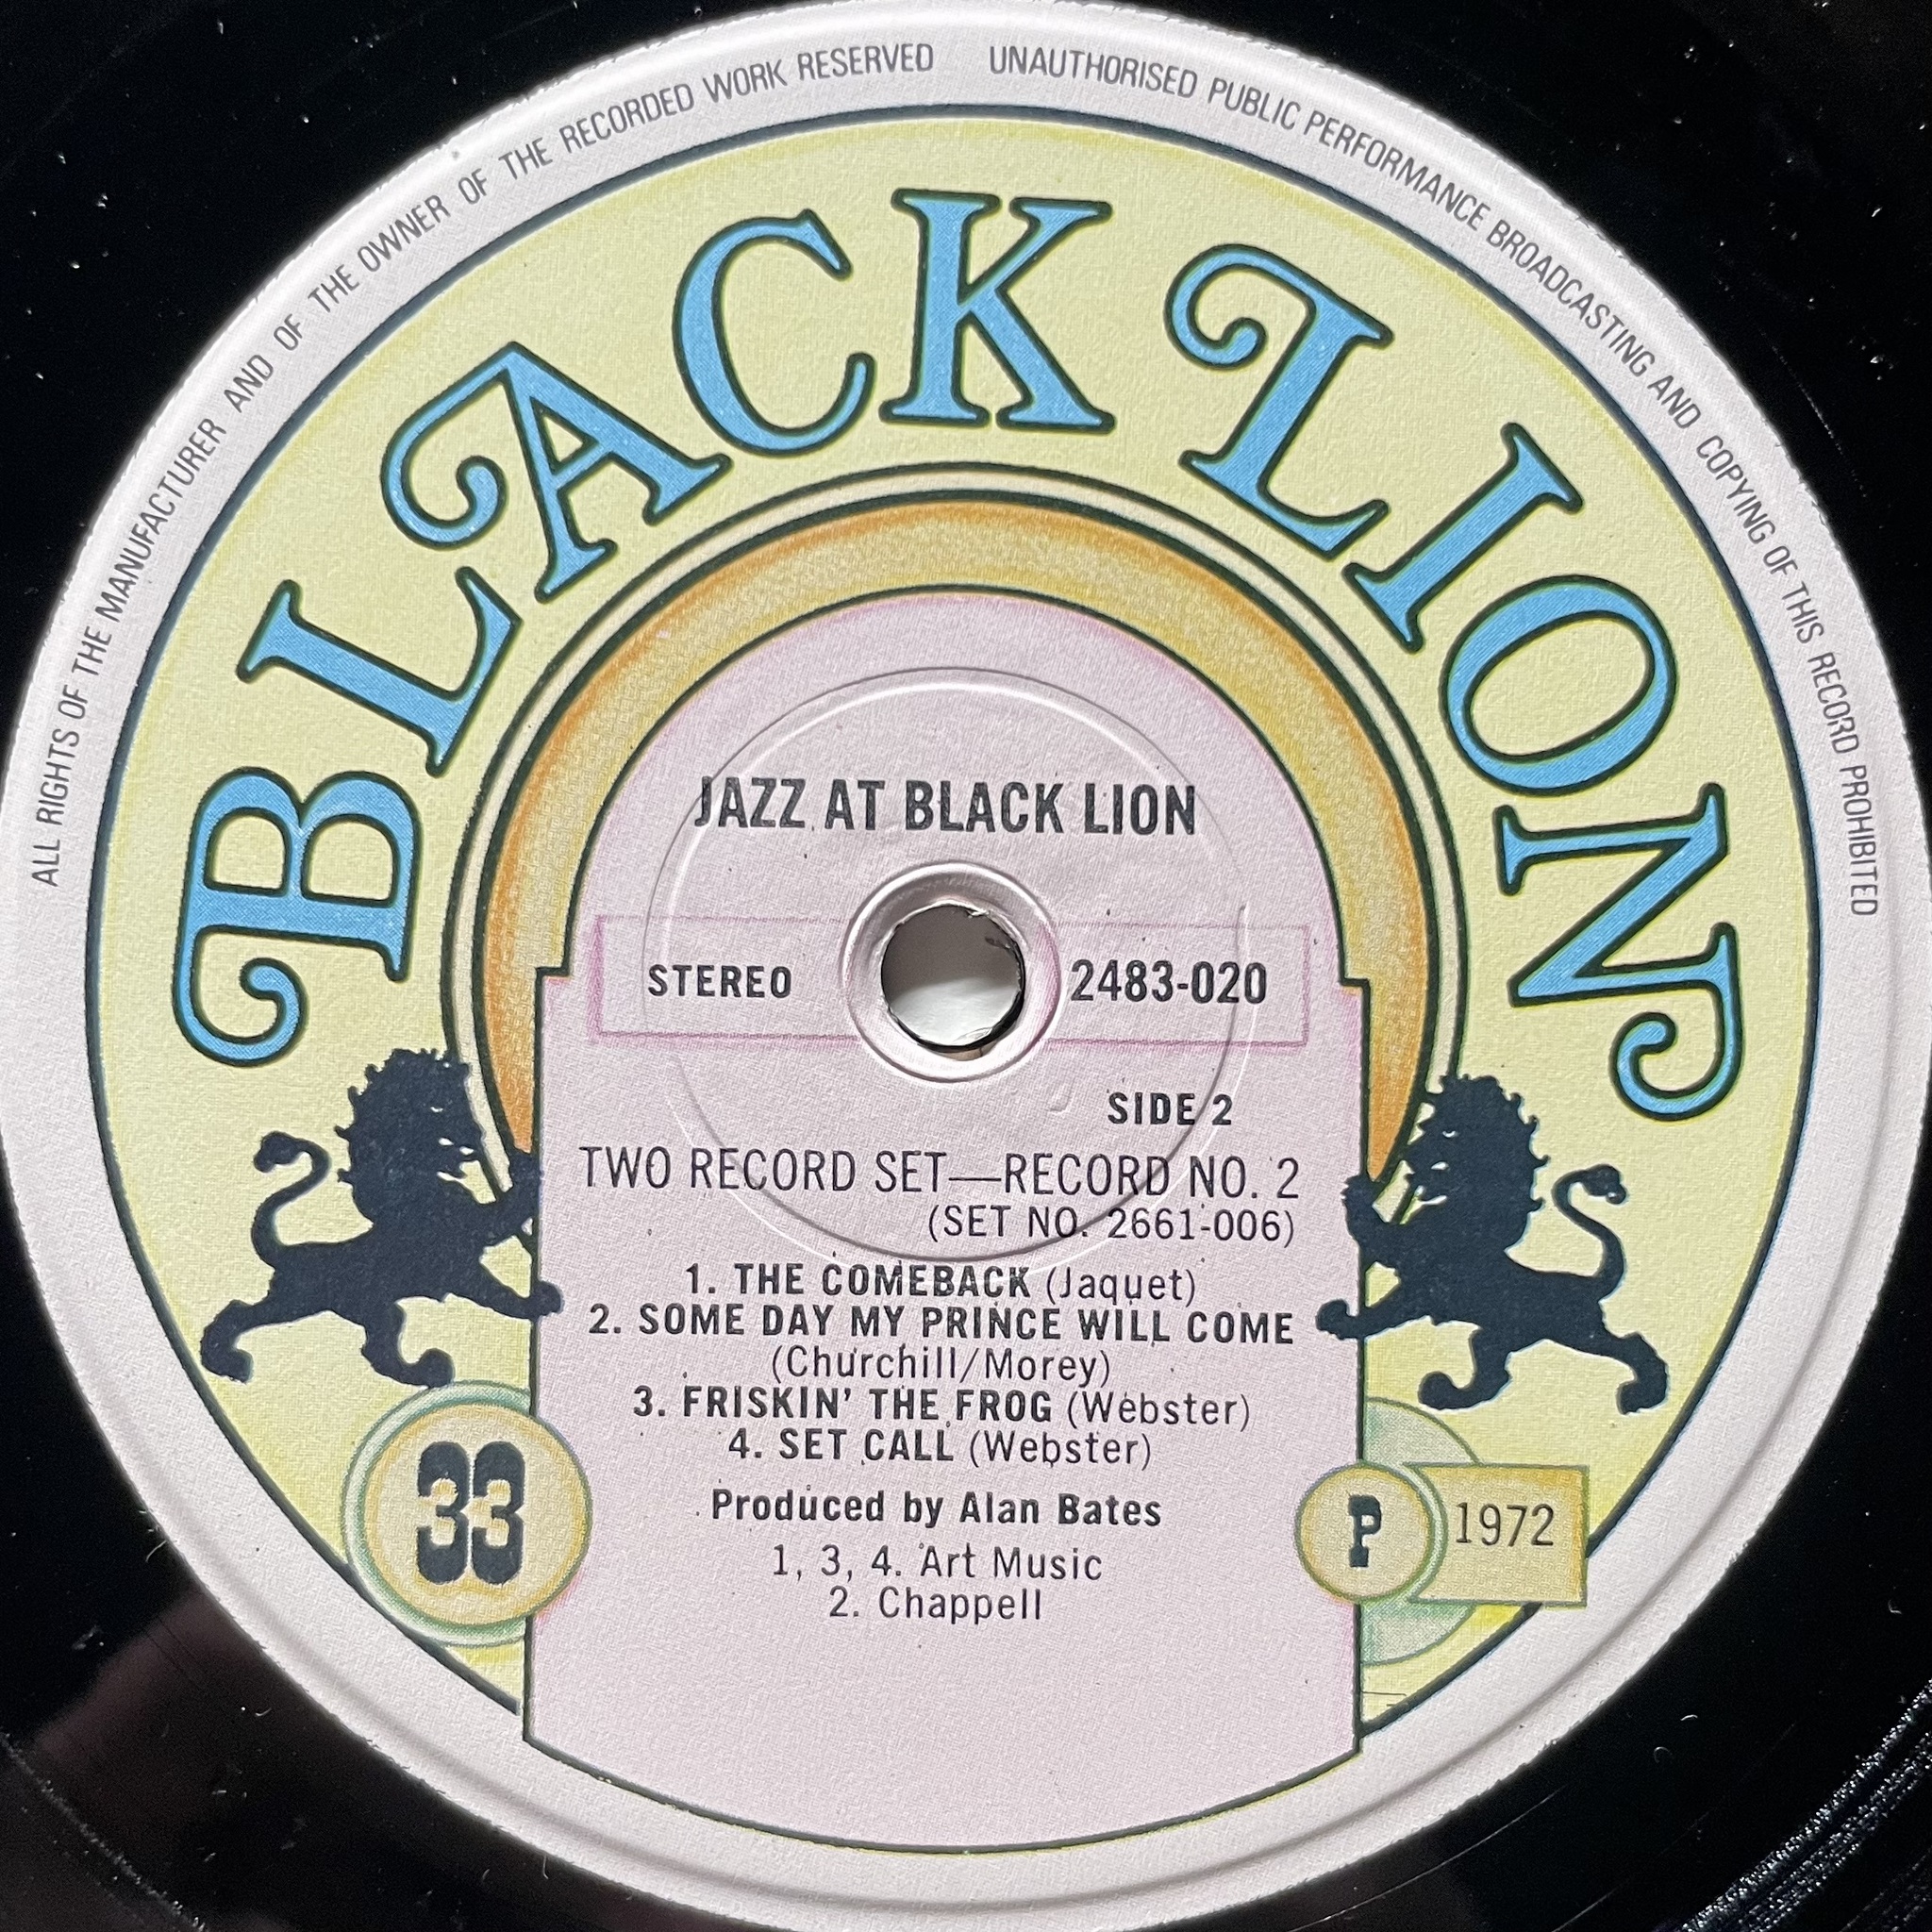 ALL RIGHTS OF THE MANUFACTURER AND OF THE OWNER OF THE RECORDED WORK RESERVED UNAUTHORISED PUBLIC PERFORMANCE BROADCASTING AND COPYING OF THIS RECORD PROHIBITED
BLACK LION
JAZZ AT BLACK LION
STEREO 2483-020
SIDE 2
TWO RECORD SET—RECORD NO. 2
(SET NO. 2661-006)
1. THE COMEBACK (Jaquet)
2. SOME DAY MY PRINCE WILL COME
(Churchill/Morey)
3. FRISKIN' THE FROG (Webster)
4. SET CALL (Webster)
Produced by Alan Bates
1, 3, 4. Art Music
2. Chappell
33
P 1972